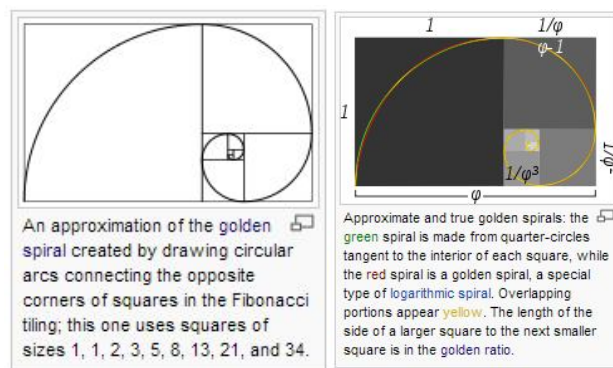 An approximation of the golden
spiral created by drawing circular
arcs connecting the opposite
corners of squares in the Fibonacci
tiling; this one uses squares of
sizes 1, 1, 2, 3, 5, 8, 13, 21, and 34.
1
1/φ
φ-1
1
1/φ³
φ-1
φ
Approximate and true golden spirals: the
green spiral is made from quarter-circles
tangent to the interior of each square, while
the red spiral is a golden spiral, a special
type of logarithmic spiral. Overlapping
portions appear yellow. The length of the
side of a larger square to the next smaller
square is in the golden ratio.